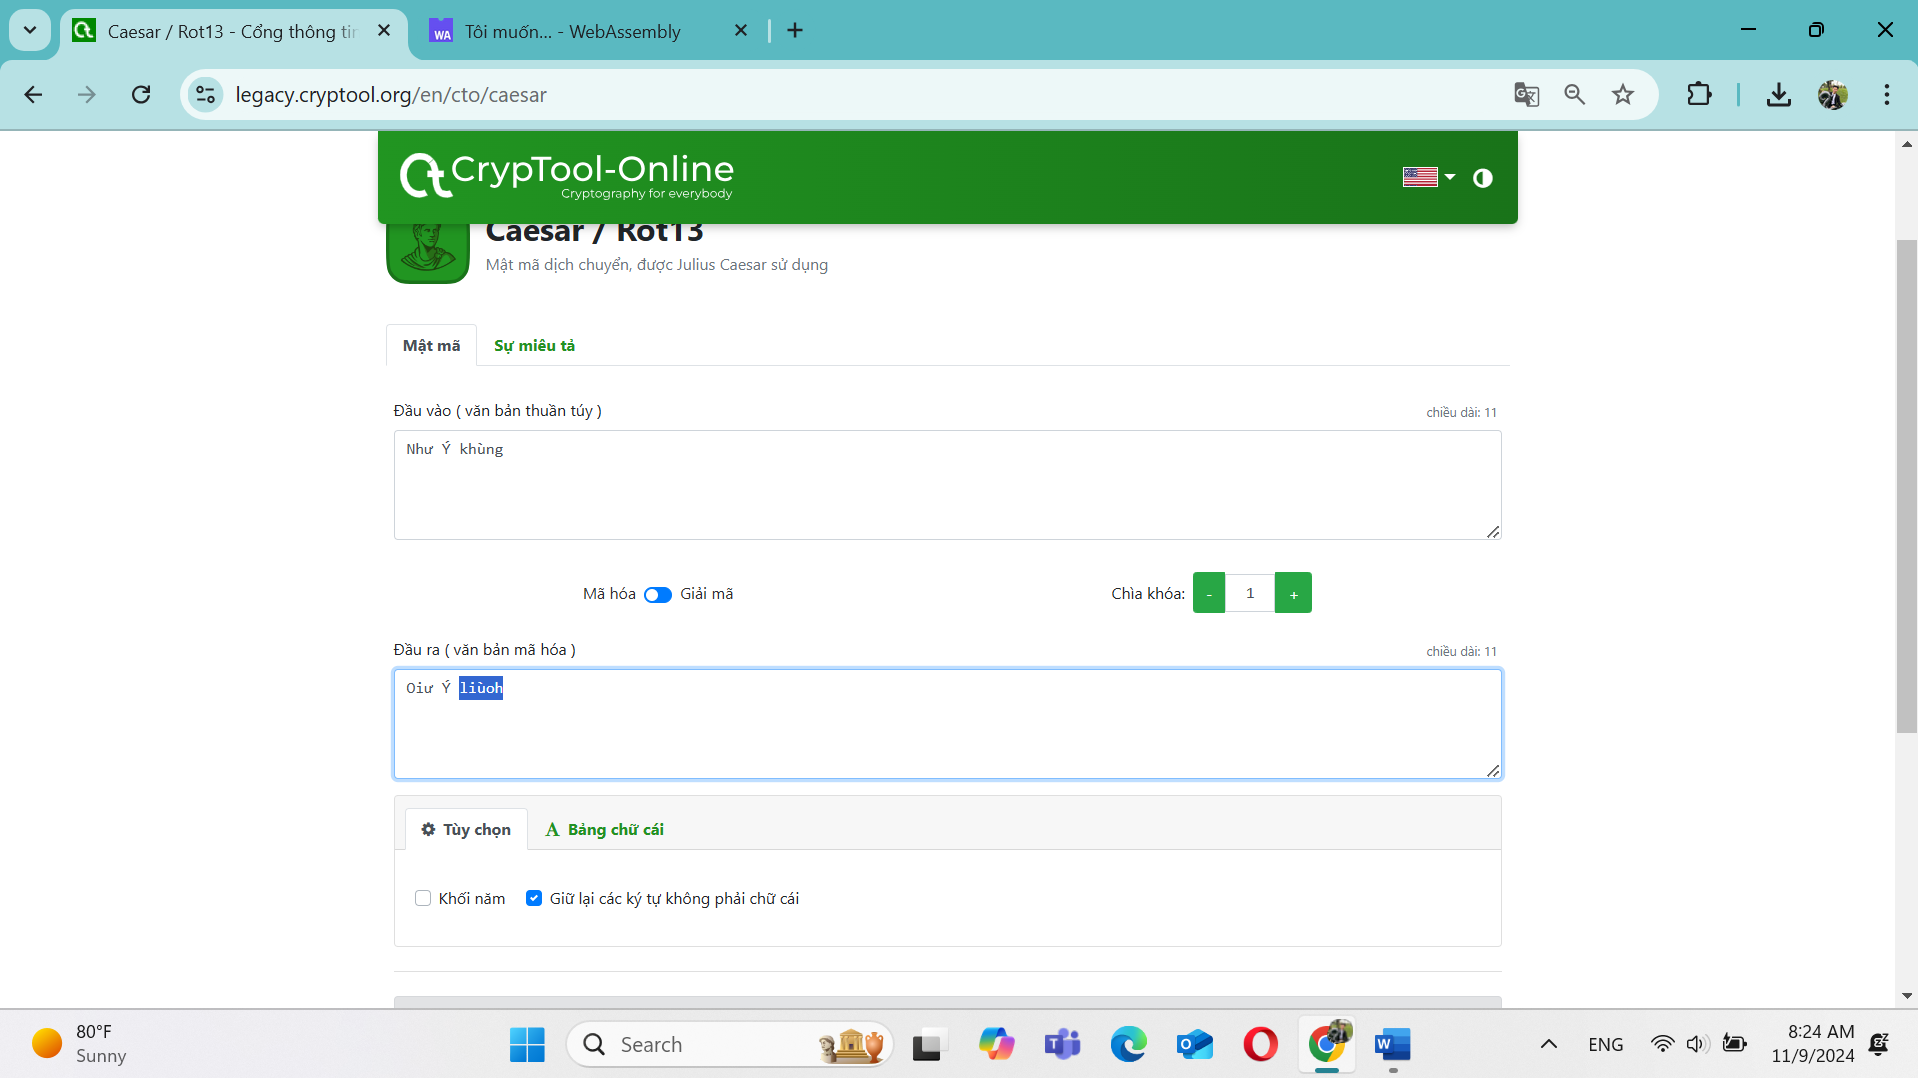 Caesar / Rot13 - Cổng thông tin
Tôi muốn... - WebAssembly
legacy.cryptool.org/en/cto/caesar
CrypTool-Online
Cryptography for everybody
Caesar / Rot13
Mật mã dịch chuyển, được Julius Caesar sử dụng
Mật mã
Sự miêu tả
Đầu vào ( văn bản thuần túy )
chiều dài: 11
Như Ý khùng
Mã hóa
Giải mã
Chìa khóa:
-
1
+
Đầu ra ( văn bản mã hóa )
chiều dài: 11
Oiư Ý liùoh
Tùy chọn
A Bảng chữ cái
Khối năm
Giữ lại các ký tự không phải chữ cái
80°F
Sunny
Search
ENG
8:24 AM
11/9/2024